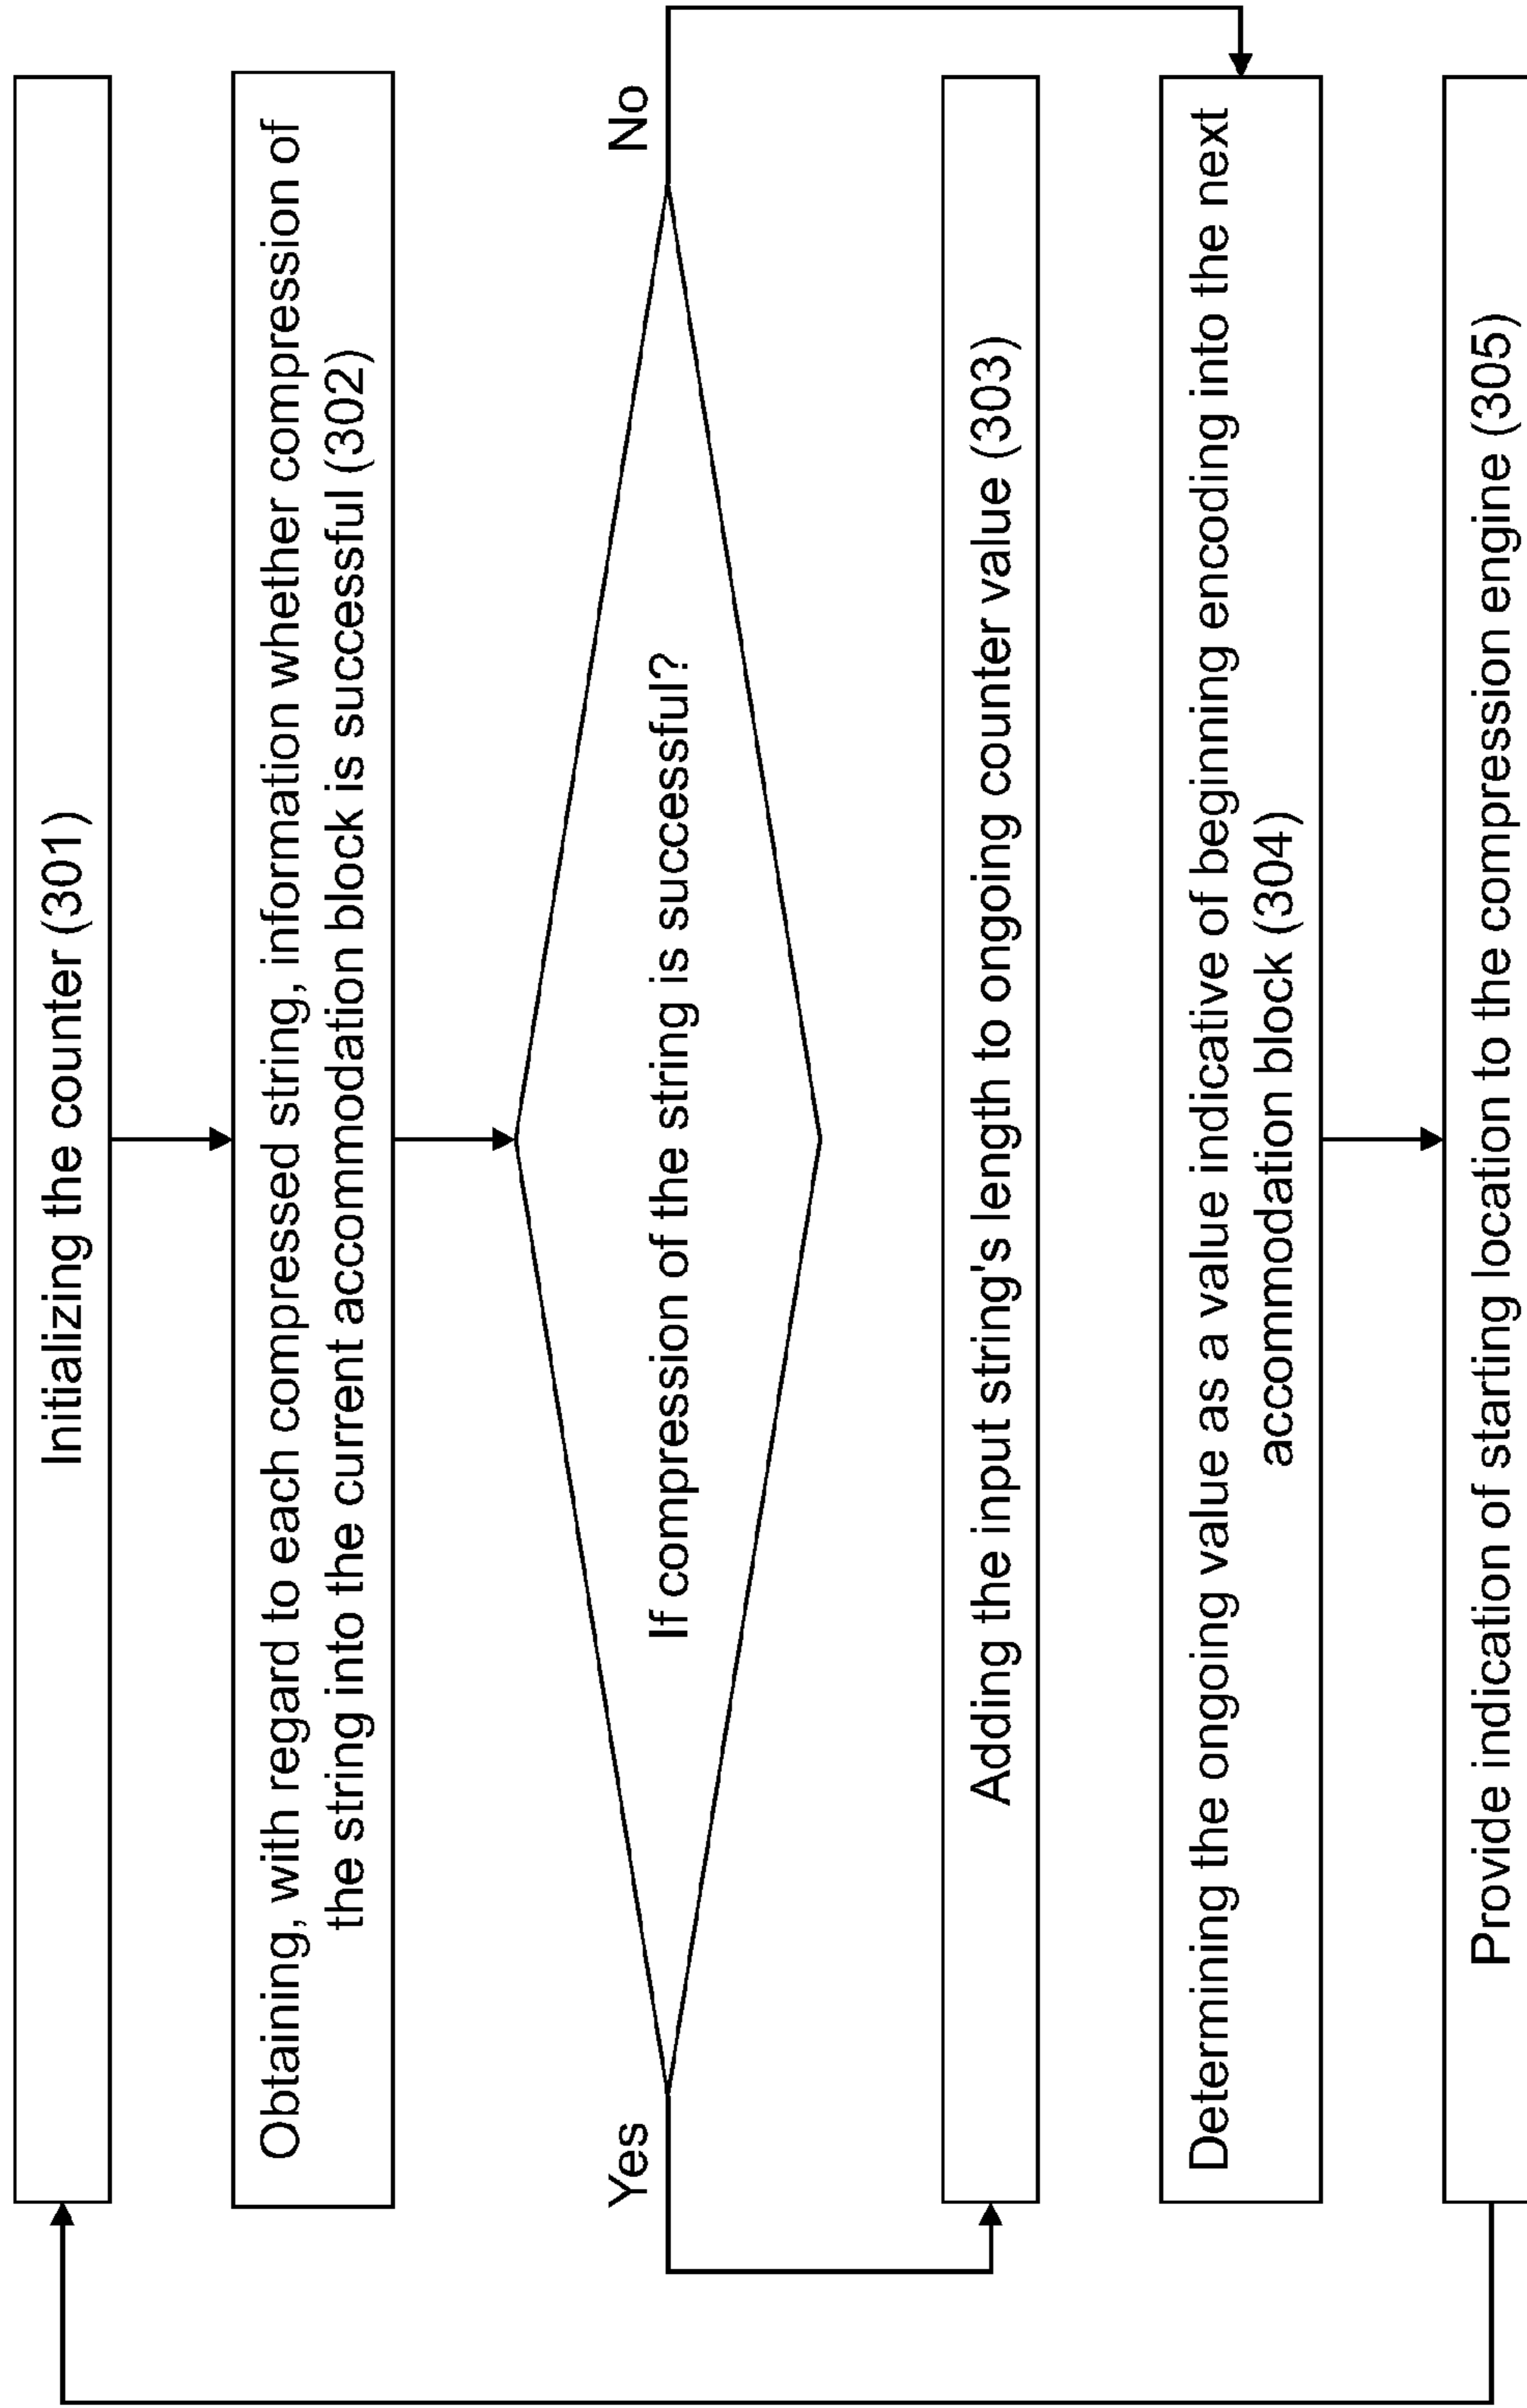 Initializing the counter (301)
Obtaining, with regard to each compressed string, information whether compression of
the string into the current accommodation block is successful (302)
If compression of the string is successful?
Yes
No
Adding the input string's length to ongoing counter value (303)
Determining the ongoing value as a value indicative of beginning encoding into the next
accommodation block (304)
Provide indication of starting location to the compression engine (305)